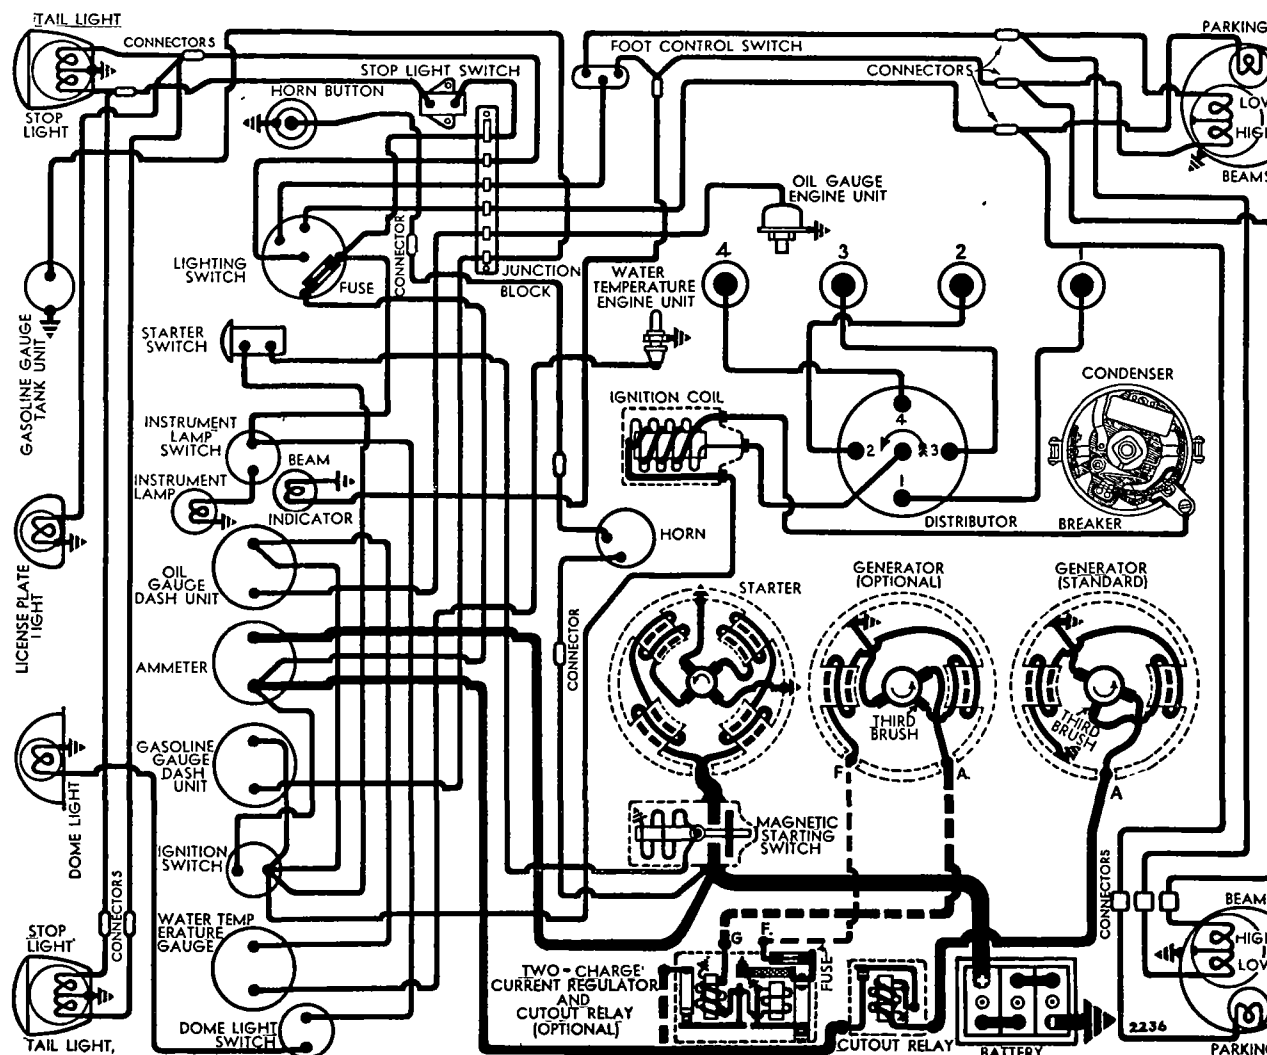 TAIL LIGHT
CONNECTORS
STOP
LIGHT
HORN BUTTON
STOP LIGHT SWITCH
FOOT CONTROL SWITCH
CONNECTORS
PARKING
LOW
HIGH
BEAMS
OIL GAUGE
ENGINE UNIT
LIGHTING
SWITCH
FUSE
CONNECTOR
JUNCTION
BLOCK
WATER
TEMPERATURE
ENGINE UNIT
4
3
2
1
GASOLINE GAUGE
TANK UNIT
STARTER
SWITCH
INSTRUMENT
LAMP
SWITCH
INSTRUMENT
LAMP
BEAM
INDICATOR
IGNITION COIL
4
2
3
1
DISTRIBUTOR
CONDENSER
BREAKER
LICENSE PLATE
LIGHT
OIL
GAUGE
DASH UNIT
HORN
CONNECTOR
AMMETER
STARTER
GENERATOR
(OPTIONAL)
THIRD
BRUSH
F
A.
GENERATOR
(STANDARD)
THIRD
BRUSH
A
GASOLINE
GAUGE
DASH
UNIT
DOME LIGHT
IGNITION
SWITCH
MAGNETIC
STARTING
SWITCH
CONNECTORS
CONNECTORS
WATER TEMP
ERATURE
GAUGE
STOP
LIGHT
TAIL LIGHT,
DOME LIGHT
SWITCH
TWO-CHARGE
CURRENT REGULATOR
AND
CUTOUT RELAY
(OPTIONAL)
G
F.
FUSE
CUTOUT RELAY
BATTERY
2236
BEAM
HIGH
LOW
PARKING